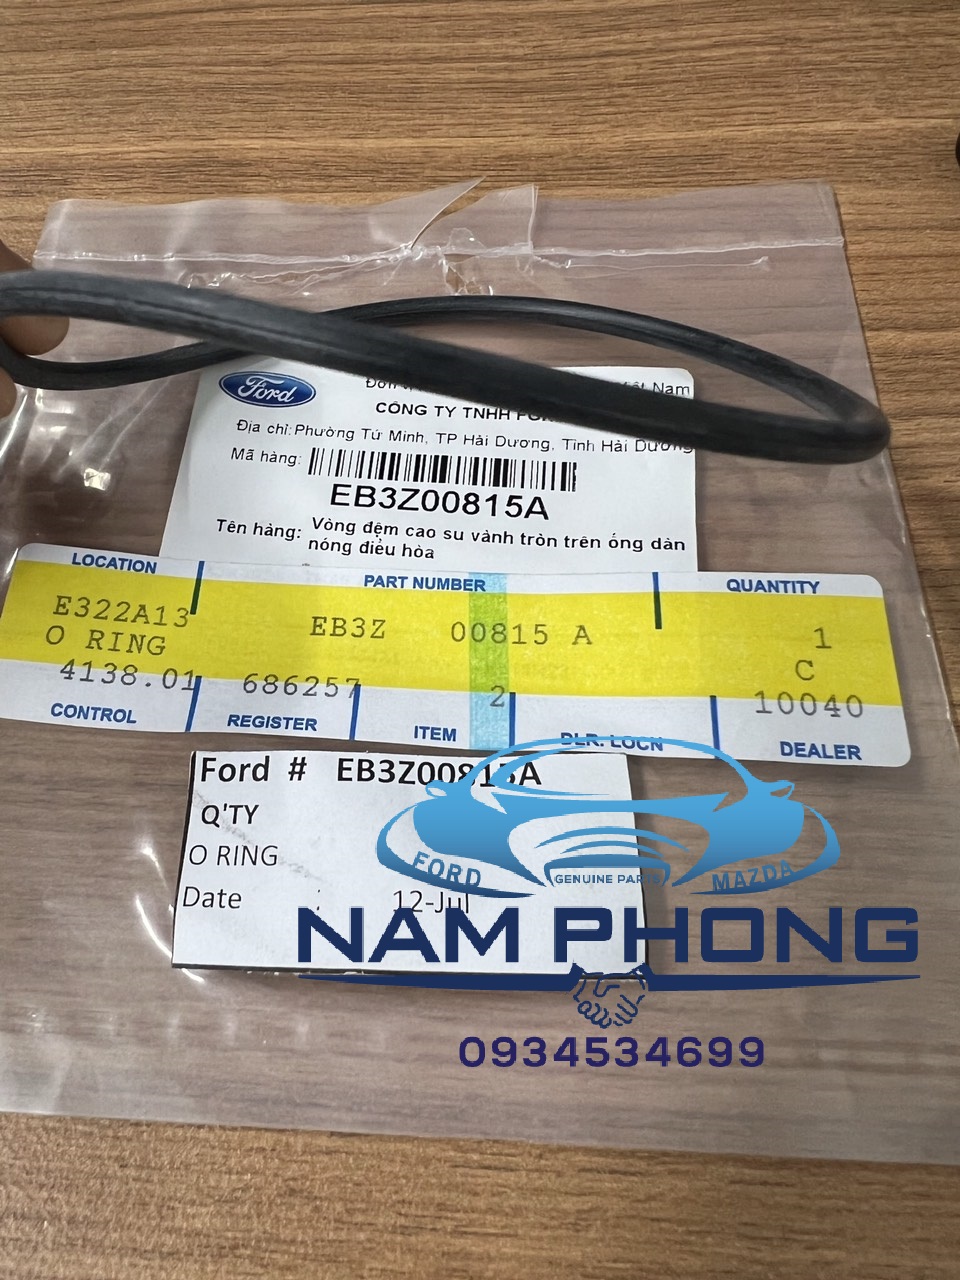 Ford
Nam
CÔNG TY TNHH
Địa chỉ:Phường Tứ Minh, TP Hải Dương, Tỉnh Hải Dương
Mã hàng:
EB3Z00815A
Tên hàng: Vòng đệm cao su vành tròn trên ống dàn
nóng điều hòa
LOCATION PART NUMBER QUANTITY
E322A13 EB3Z 00815 A 1
O RING C
4138.01 686257 2 10040
CONTROL REGISTER ITEM DLR. LOCN DEALER
Ford # EB3Z00815A
Q'TY
O RING
Date : 12-Jul
FORD GENUINE PARTS MAZDA
NAM PHONG
0934534699